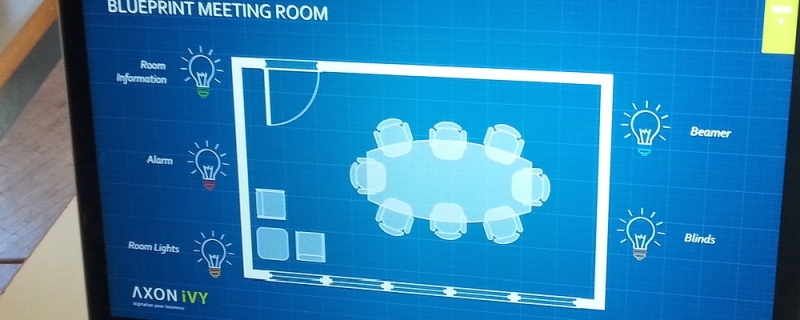 BLUEPRINT MEETING ROOM
Room
Information
Alarm
Room Lights
Beamer
Blinds
AXON iVY
digitalize your business